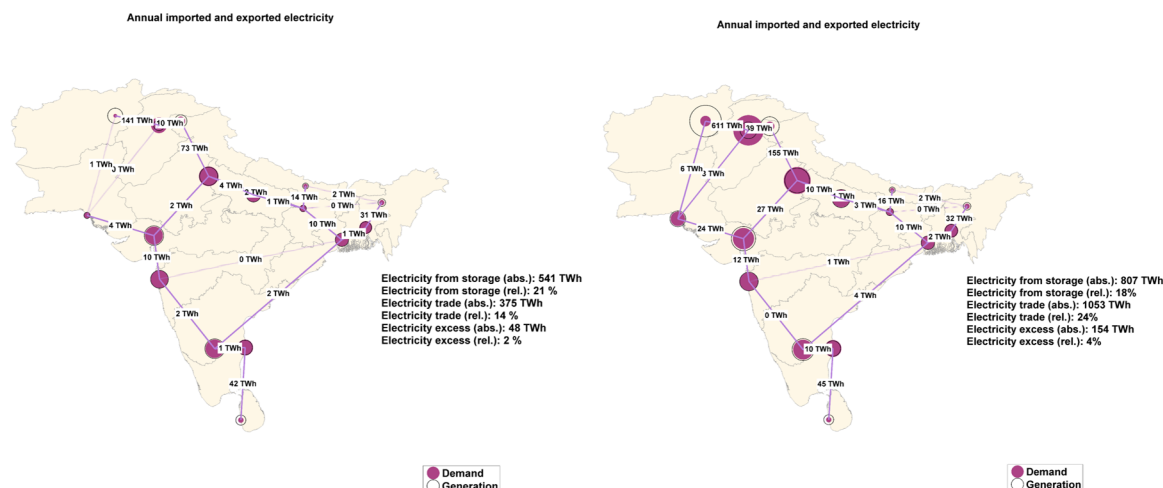 Annual imported and exported electricity
141 TWh
10 TWh
73 TWh
1 TWh
0 TWh
4 TWh
2 TWh
2 TWh
1 TWh
14 TWh
0 TWh
31 TWh
4 TWh
2 TWh
10 TWh
1 TWh
10 TWh
0 TWh
2 TWh
2 TWh
1 TWh
42 TWh
Electricity from storage (abs.): 541 TWh
Electricity from storage (rel.): 21 %
Electricity trade (abs.): 375 TWh
Electricity trade (rel.): 14 %
Electricity excess (abs.): 48 TWh
Electricity excess (rel.): 2 %
Demand
Generation
Annual imported and exported electricity
611 TWh
39 TWh
155 TWh
6 TWh
3 TWh
10 TWh
1 TWh
2 TWh
3 TWh
16 TWh
0 TWh
32 TWh
24 TWh
27 TWh
10 TWh
2 TWh
12 TWh
1 TWh
4 TWh
0 TWh
10 TWh
45 TWh
Electricity from storage (abs.): 807 TWh
Electricity from storage (rel.): 18%
Electricity trade (abs.): 1053 TWh
Electricity trade (rel.): 24%
Electricity excess (abs.): 154 TWh
Electricity excess (rel.): 4%
Demand
Generation